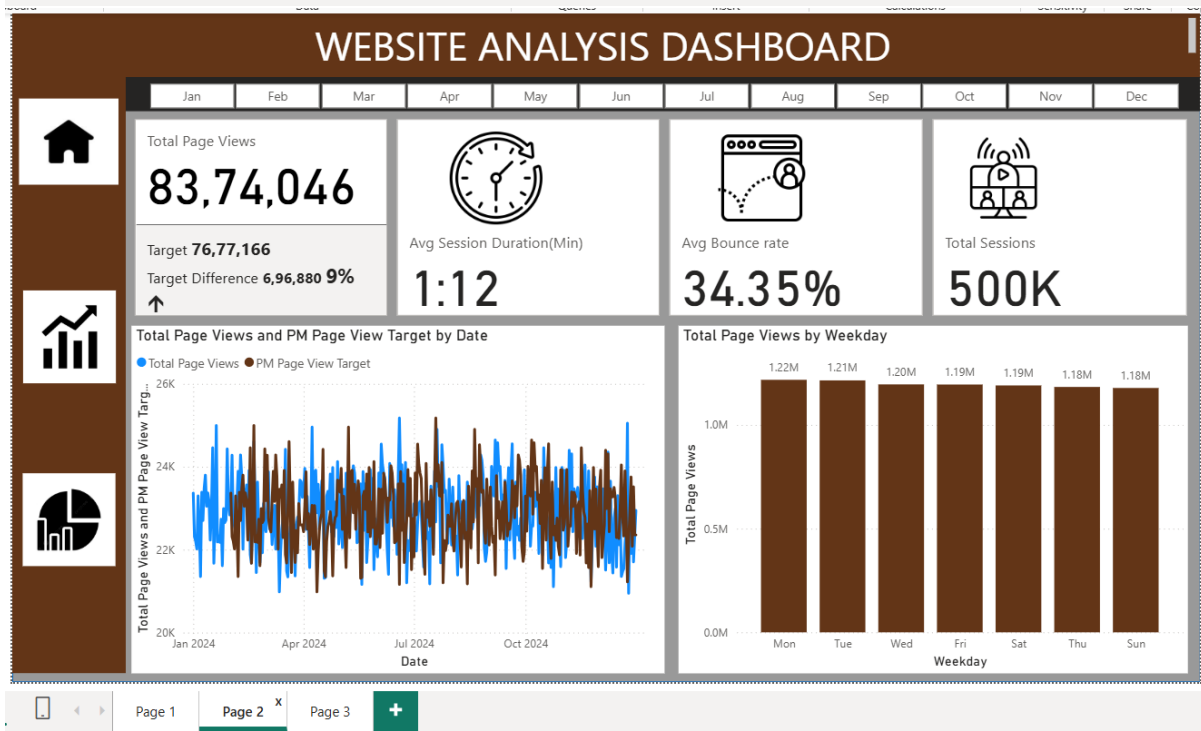 WEBSITE ANALYSIS DASHBOARD
Jan Feb Mar Apr May Jun Jul Aug Sep Oct Nov Dec
Total Page Views
83,74,046
Target 76,77,166
Target Difference 6,96,880 9%
↑
Avg Session Duration(Min)
1:12
Avg Bounce rate
34.35%
Total Sessions
500K
Total Page Views and PM Page View Target by Date
Total Page Views PM Page View Target
Total Page Views and PM Page View Targ...
26K
24K
22K
20K
Jan 2024 Apr 2024 Jul 2024 Oct 2024
Date
Total Page Views by Weekday
1.22M 1.21M 1.20M 1.19M 1.19M 1.18M 1.18M
Total Page Views
1.0M
0.5M
0.0M
Mon Tue Wed Fri Sat Thu Sun
Weekday
Page 1 Page 2 x Page 3 +